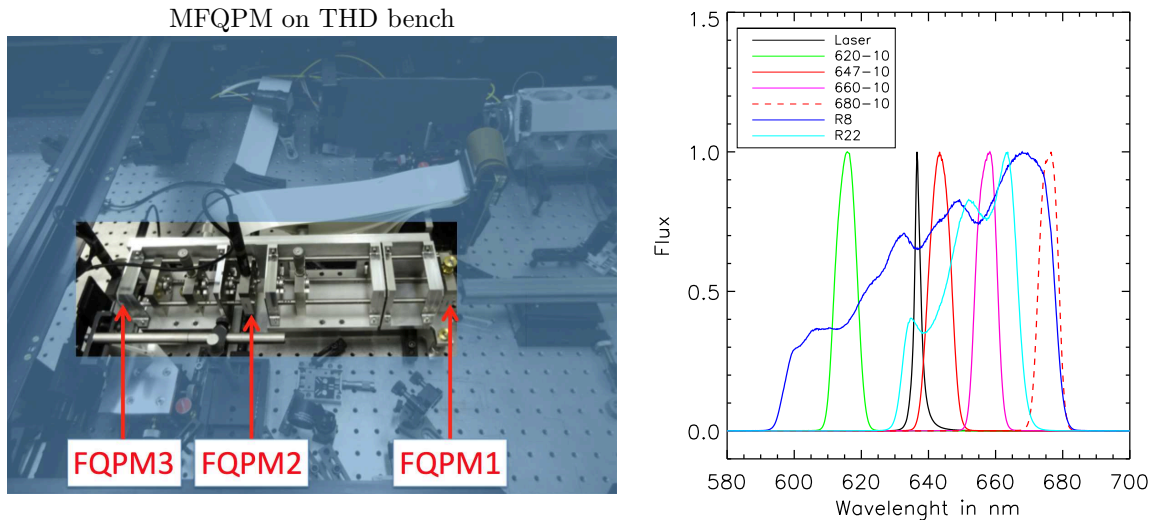 MFQPM on THD bench
FQPM3
FQPM2
FQPM1
1.5
1.0
0.5
0.0
Flux
Laser
620-10
647-10
660-10
680-10
R8
R22
580
600
620
640
660
680
700
Wavelenght in nm